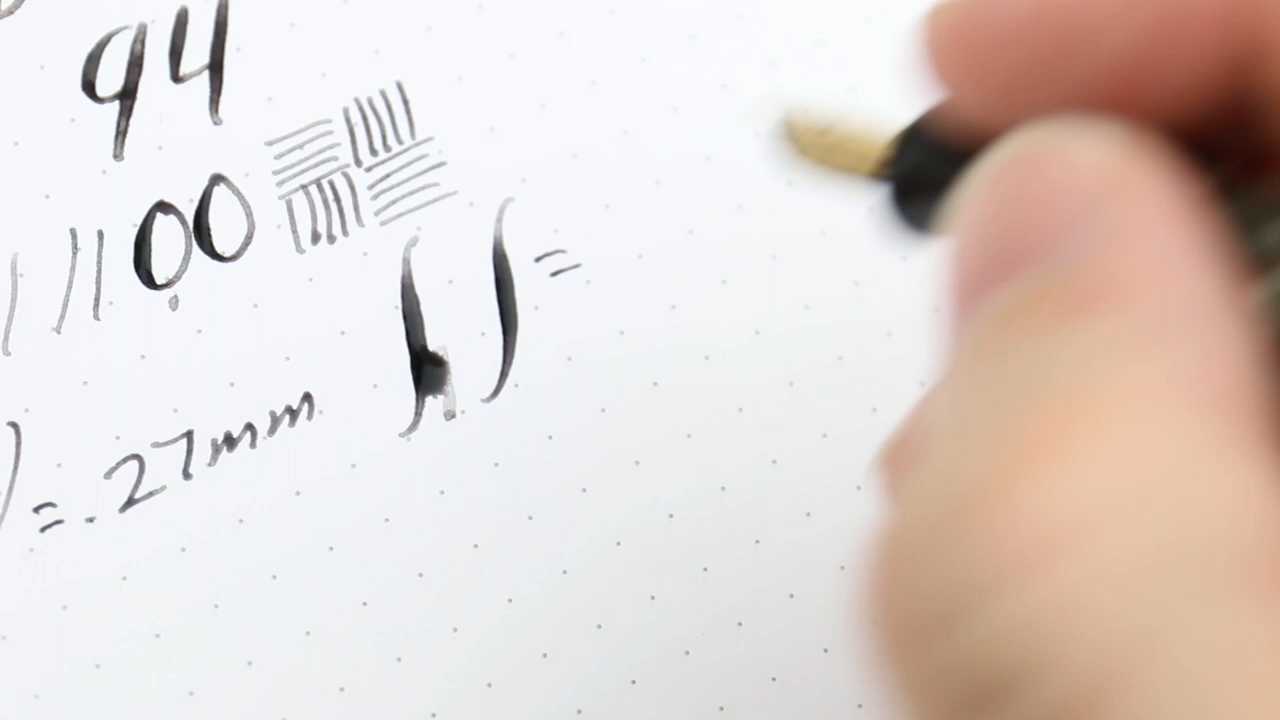 94
00
= .27mm
=